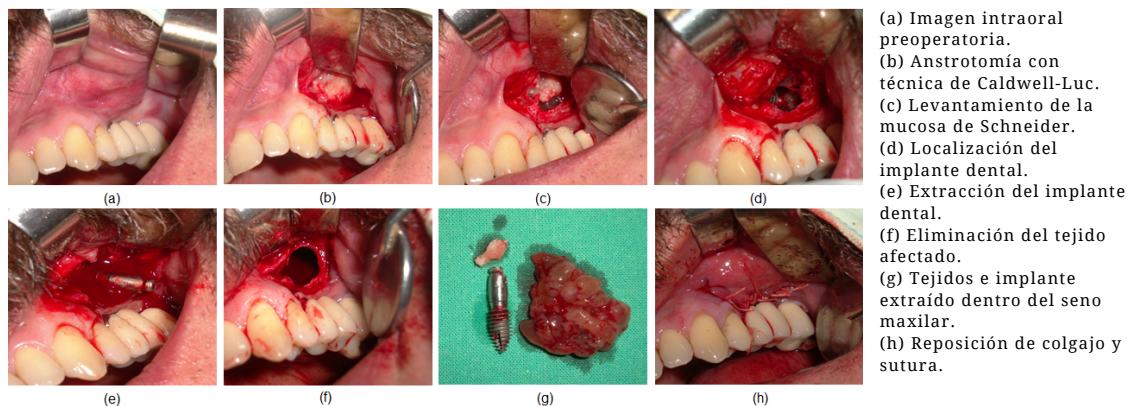 (a)
(b)
(c)
(d)
(e)
(f)
(g)
(h)
(a) Imagen intraoral
preoperatoria.
(b) Anstrotomía con
técnica de Caldwell-Luc.
(c) Levantamiento de la
mucosa de Schneider.
(d) Localización del
implante dental.
(e) Extracción del implante
dental.
(f) Eliminación del tejido
afectado.
(g) Tejidos e implante
extraído dentro del seno
maxilar.
(h) Reposición de colgajo y
sutura.